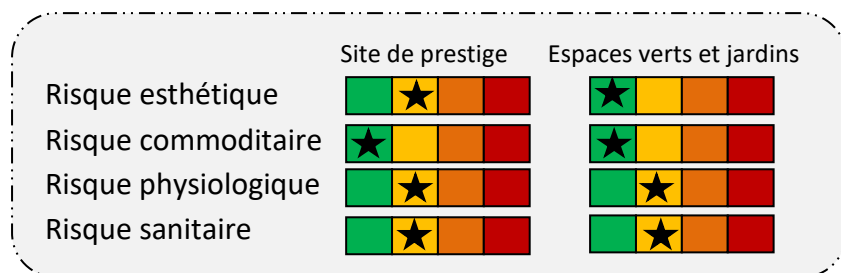 Site de prestige Espaces verts et jardins
Risque esthétique
Risque commoditaire
Risque physiologique
Risque sanitaire